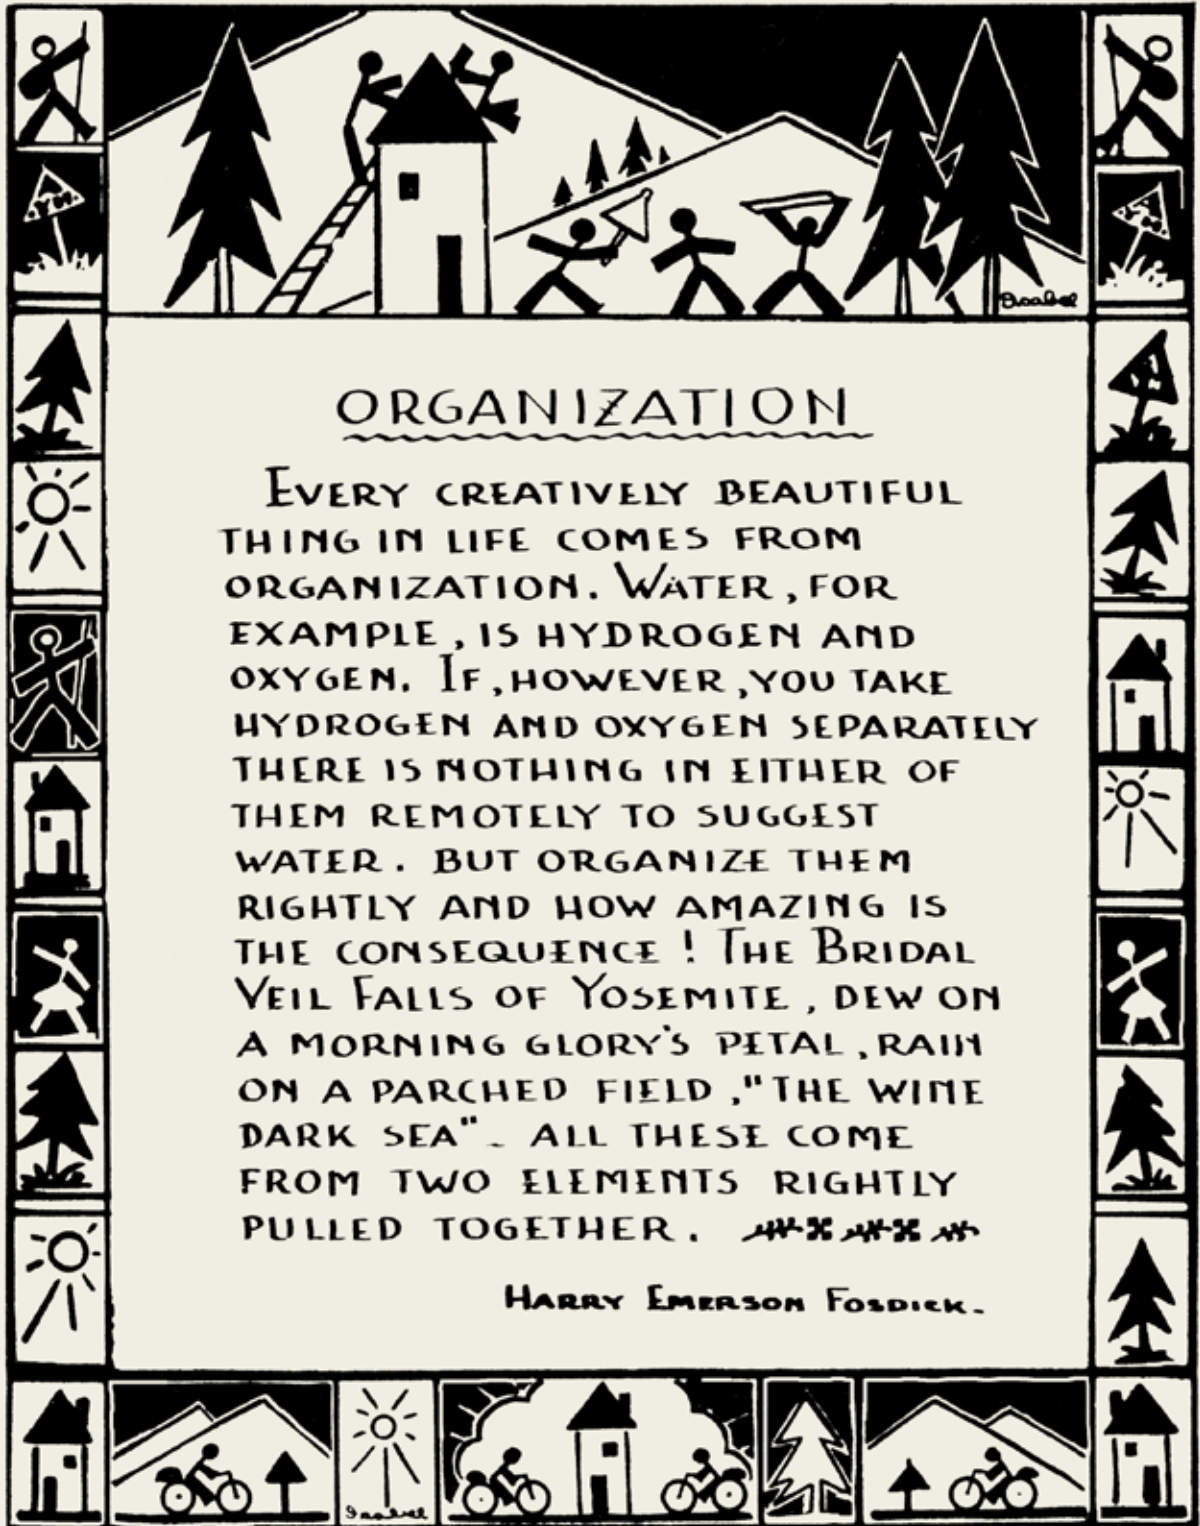 Isabel
ORGANIZATION
EVERY CREATIVELY BEAUTIFUL
THING IN LIFE COMES FROM
ORGANIZATION. WATER, FOR
EXAMPLE, IS HYDROGEN AND
OXYGEN. IF, HOWEVER, YOU TAKE
HYDROGEN AND OXYGEN SEPARATELY
THERE IS NOTHING IN EITHER OF
THEM REMOTELY TO SUGGEST
WATER. BUT ORGANIZE THEM
RIGHTLY AND HOW AMAZING IS
THE CONSEQUENCE! THE BRIDAL
VEIL FALLS OF YOSEMITE, DEW ON
A MORNING GLORY'S PETAL, RAIN
ON A PARCHED FIELD, "THE WINE
DARK SEA" - ALL THESE COME
FROM TWO ELEMENTS RIGHTLY
PULLED TOGETHER.
HARRY EMERSON FOSDICK.
Isabel